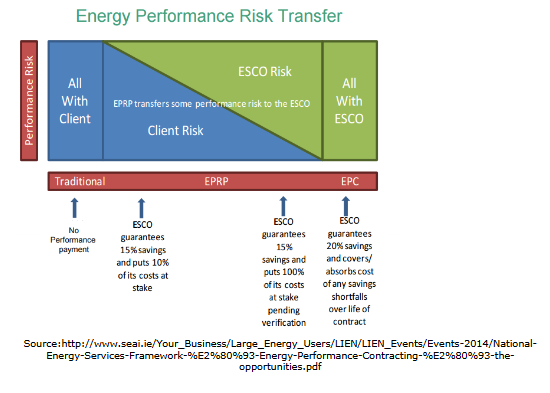 Energy Performance Risk Transfer
Performance Risk
All
With
Client
ESCO Risk
EPRP transfers some performance risk to the ESCO
Client Risk
All
With
ESCO
Traditional
EPRP
EPC
No
Performance
payment
ESCO
guarantees
15% savings
and puts 10%
of its costs at
stake
ESCO
guarantees
15%
savings and
puts 100%
of its costs
at stake
pending
verification
ESCO
guarantees
20% savings
and covers/
absorbs cost
of any savings
shortfalls
over life of
contract
Source:http://www.seai.ie/Your_Business/Large_Energy_Users/LIEN/LIEN_Events/Events-2014/National-
Energy-Services-Framework-%E2%80%93-Energy-Performance-Contracting-%E2%80%93-the-
opportunities.pdf